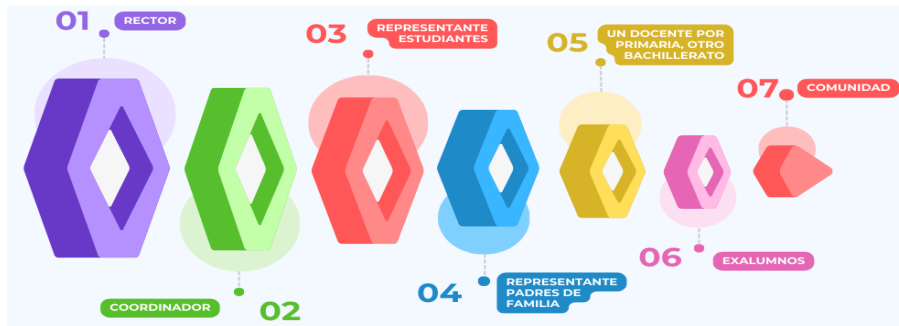 01
RECTOR
COORDINADOR
02
03
REPRESENTANTE
ESTUDIANTES
04
REPRESENTANTE
PADRES DE
FAMILIA
05
UN DOCENTE POR
PRIMARIA, OTRO
BACHILLERATO
06
EXALUMNOS
07
COMUNIDAD